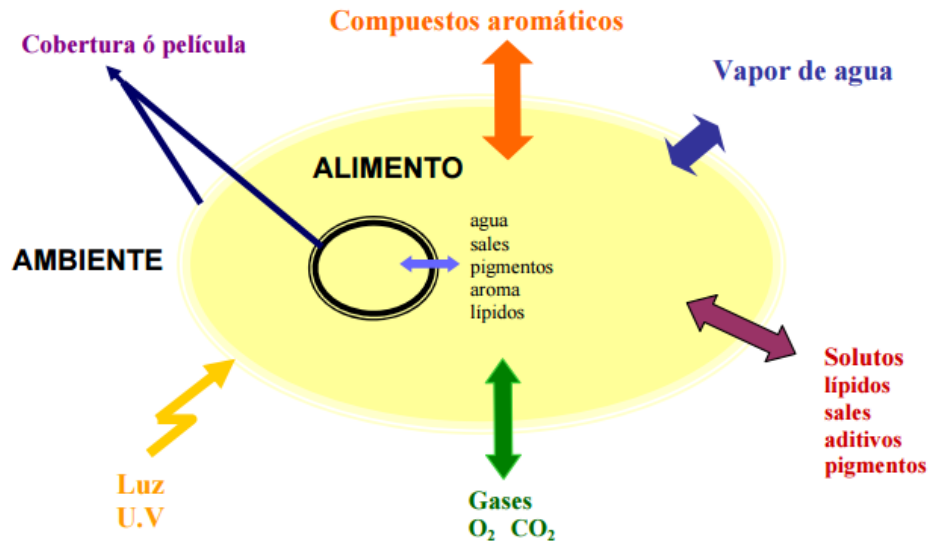 Compuestos aromáticos
Cobertura ó película
Vapor de agua
ALIMENTO
AMBIENTE
agua
sales
pigmentos
aroma
lípidos
Solutos
lípidos
sales
aditivos
pigmentos
Luz
U.V
Gases
O₂ CO₂